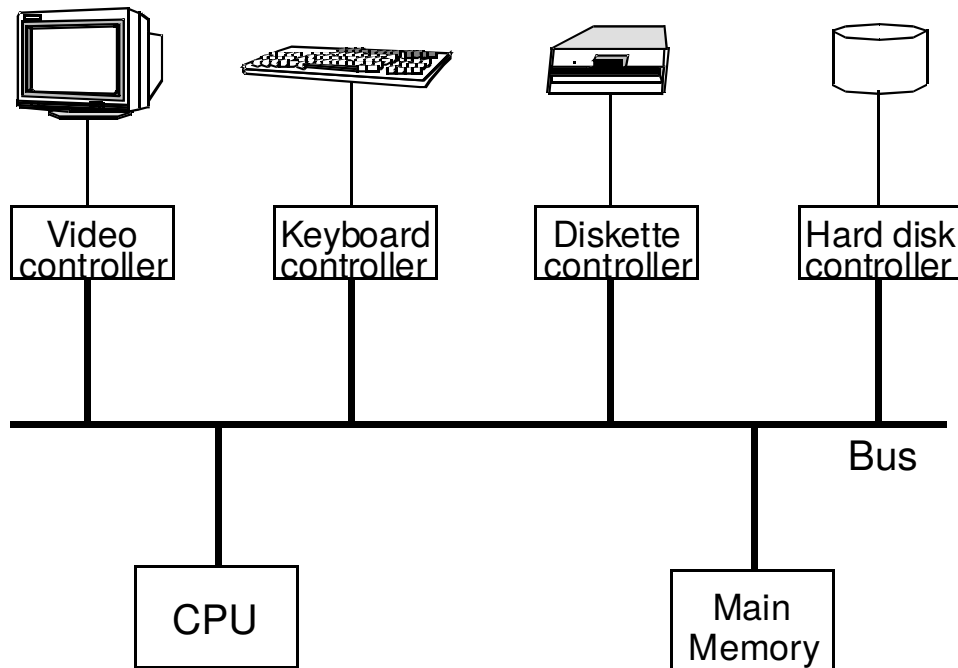 Video
controller
Keyboard
controller
Diskette
controller
Hard disk
controller
Bus
CPU
Main
Memory